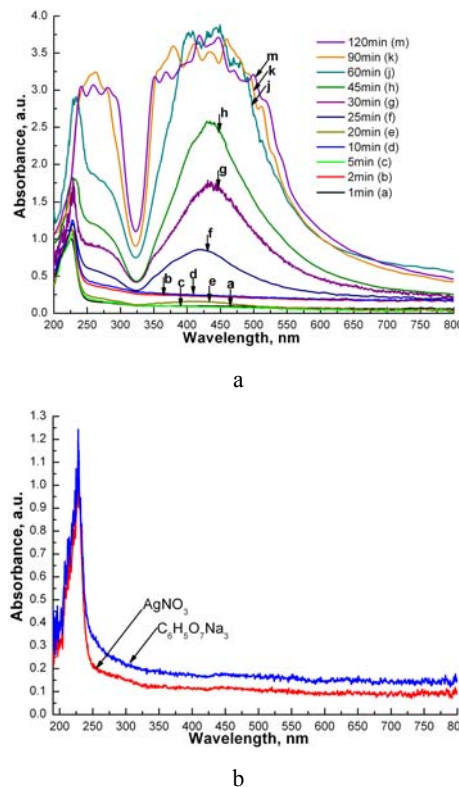 4.0
3.5
3.0
2.5
2.0
1.5
1.0
0.5
0.0
Absorbance, a.u.
120min (m)
90min (k)
60min (j)
45min (h)
30min (g)
25min (f)
20min (e)
10min (d)
5min (c)
2min (b)
1min (a)
m
k
j
h
g
f
b
c
d
e
a
200 250 300 350 400 450 500 550 600 650 700 750 800
Wavelength, nm
a
1.3
1.2
1.1
1.0
0.9
0.8
0.7
0.6
0.5
0.4
0.3
0.2
0.1
0.0
Absorbance, a.u.
AgNO₃
C₆H₅O₇Na₃
200 250 300 350 400 450 500 550 600 650 700 750 800
Wavelength, nm
b